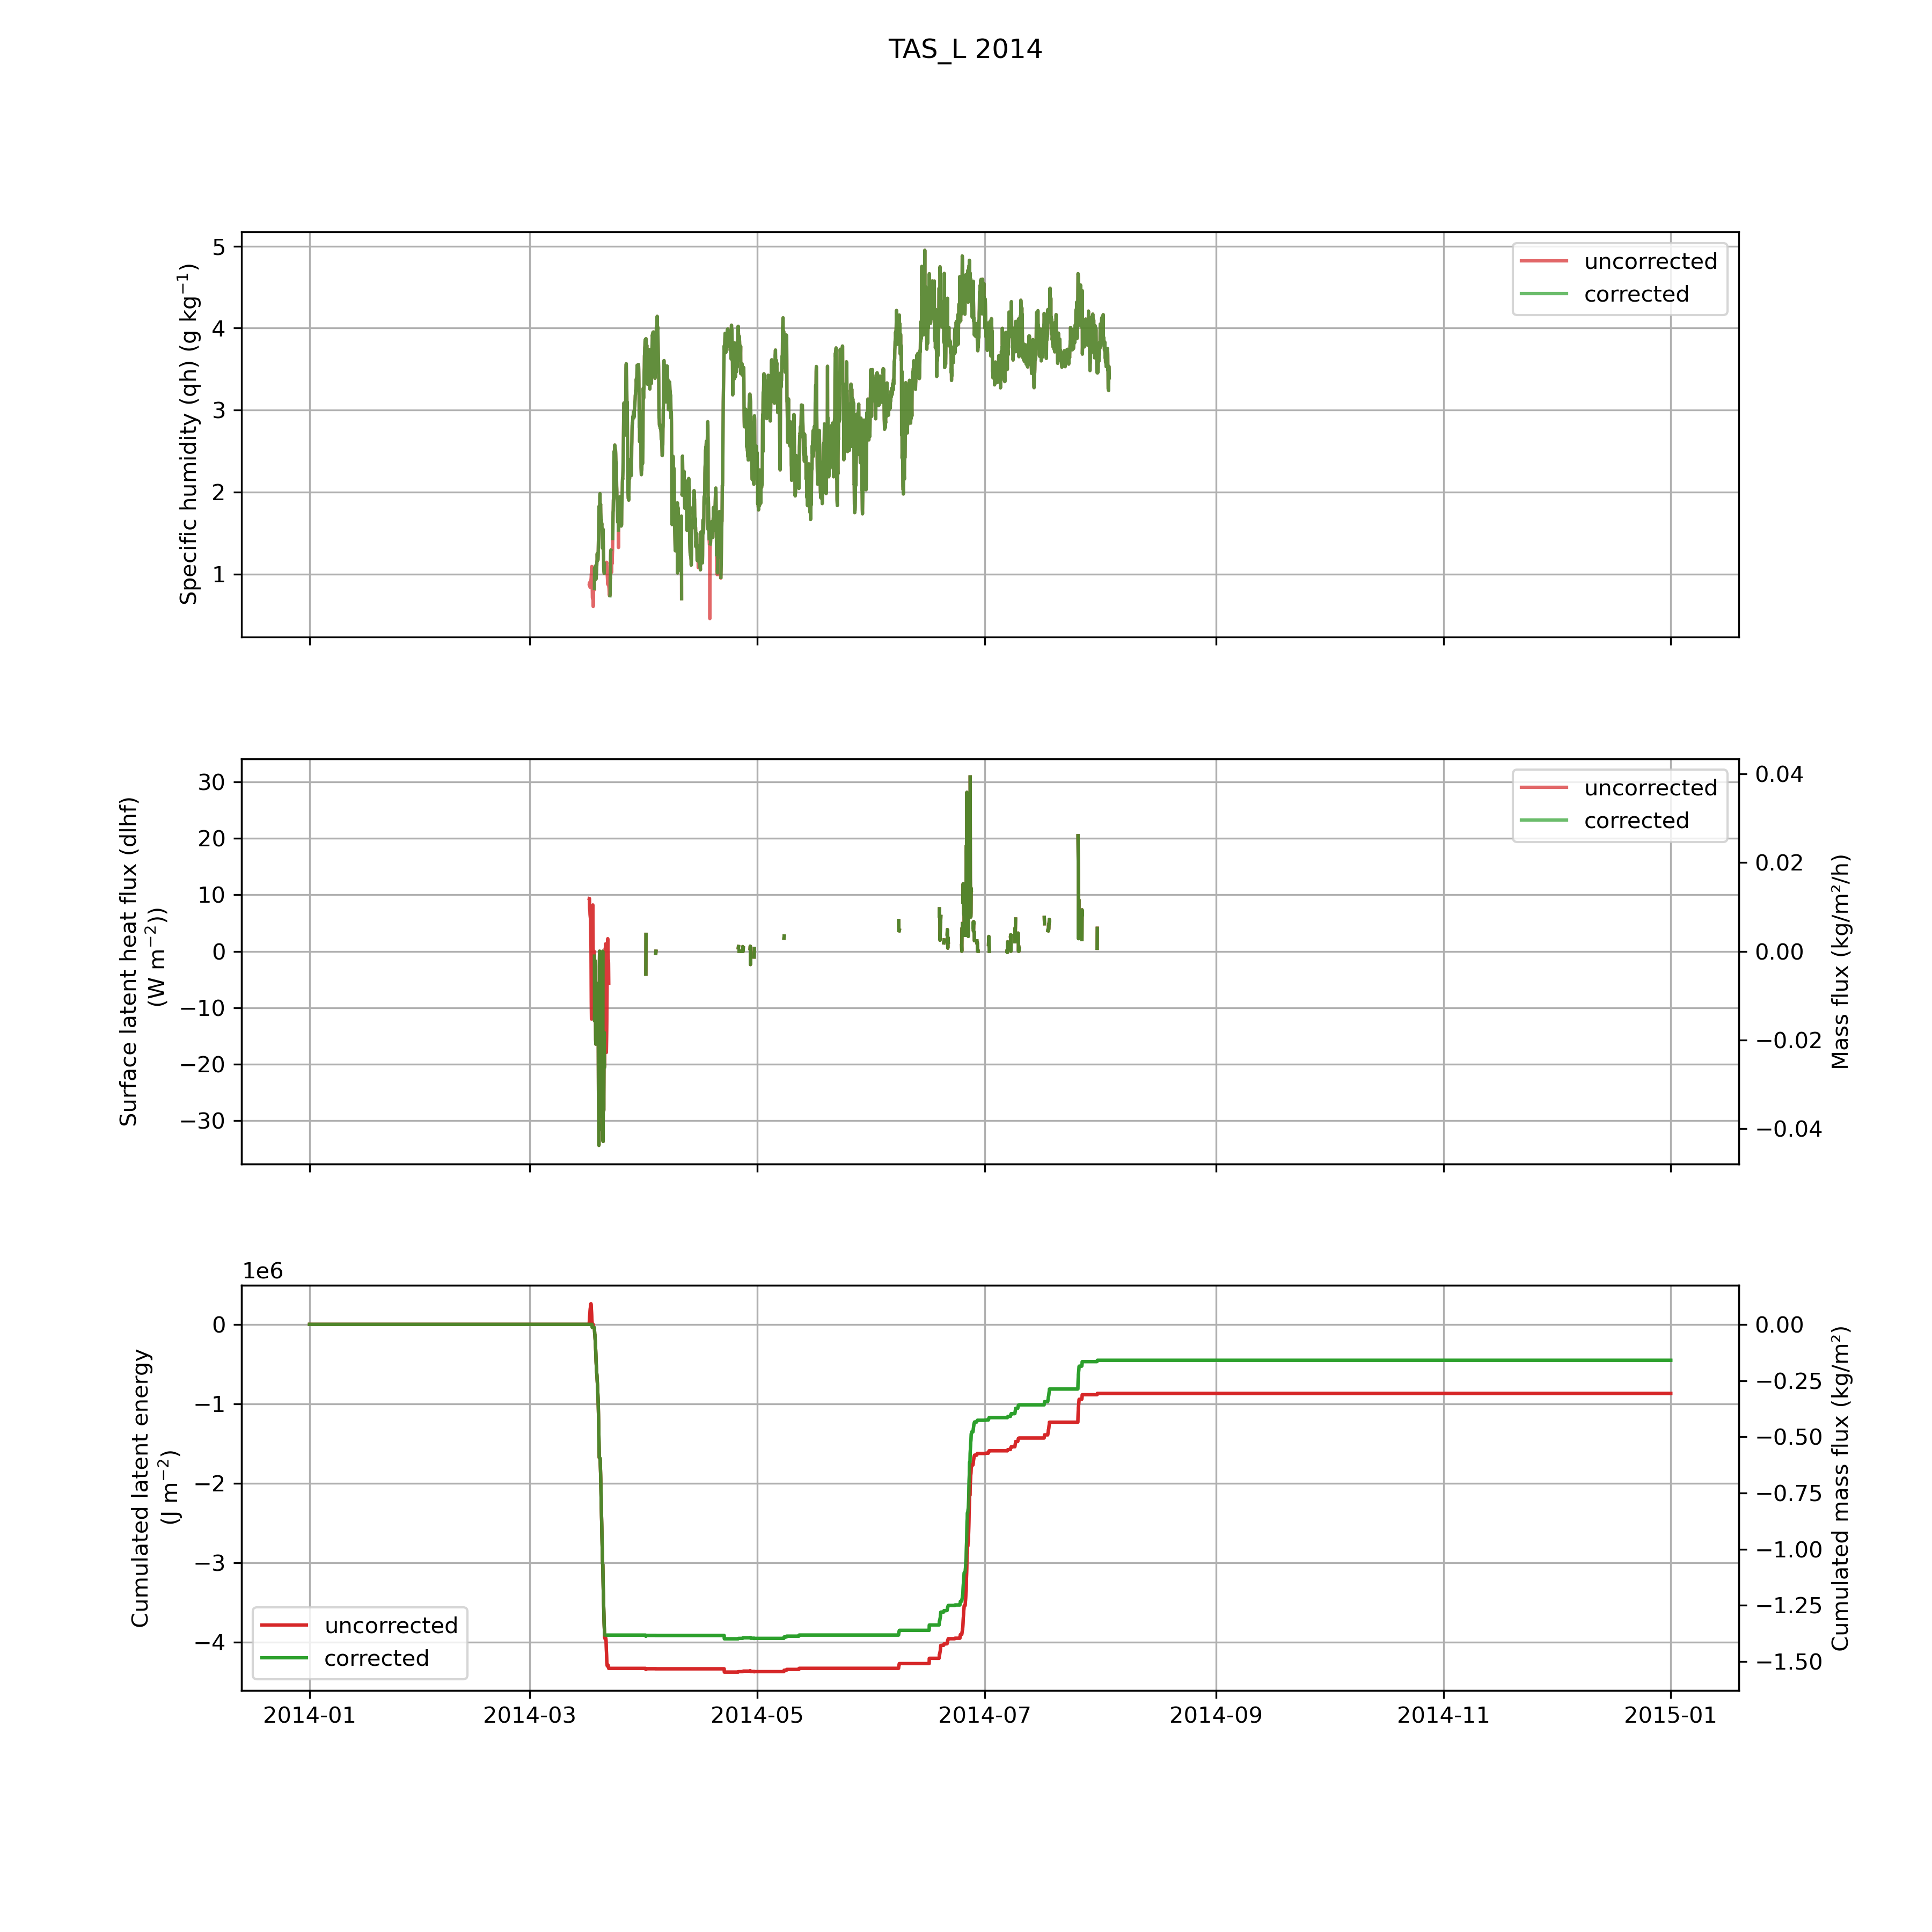 TAS_L 2014
Specific humidity (qh) (g kg⁻¹)
5
4
3
2
1
uncorrected
corrected
Surface latent heat flux (dlhf)
(W m⁻²))
30
20
10
0
−10
−20
−30
uncorrected
corrected
0.04
0.02
0.00
−0.02
−0.04
Mass flux (kg/m²/h)
1e6
Cumulated latent energy
(J m⁻²)
0
−1
−2
−3
−4
uncorrected
corrected
0.00
−0.25
−0.50
−0.75
−1.00
−1.25
−1.50
Cumulated mass flux (kg/m²)
2014-01 2014-03 2014-05 2014-07 2014-09 2014-11 2015-01